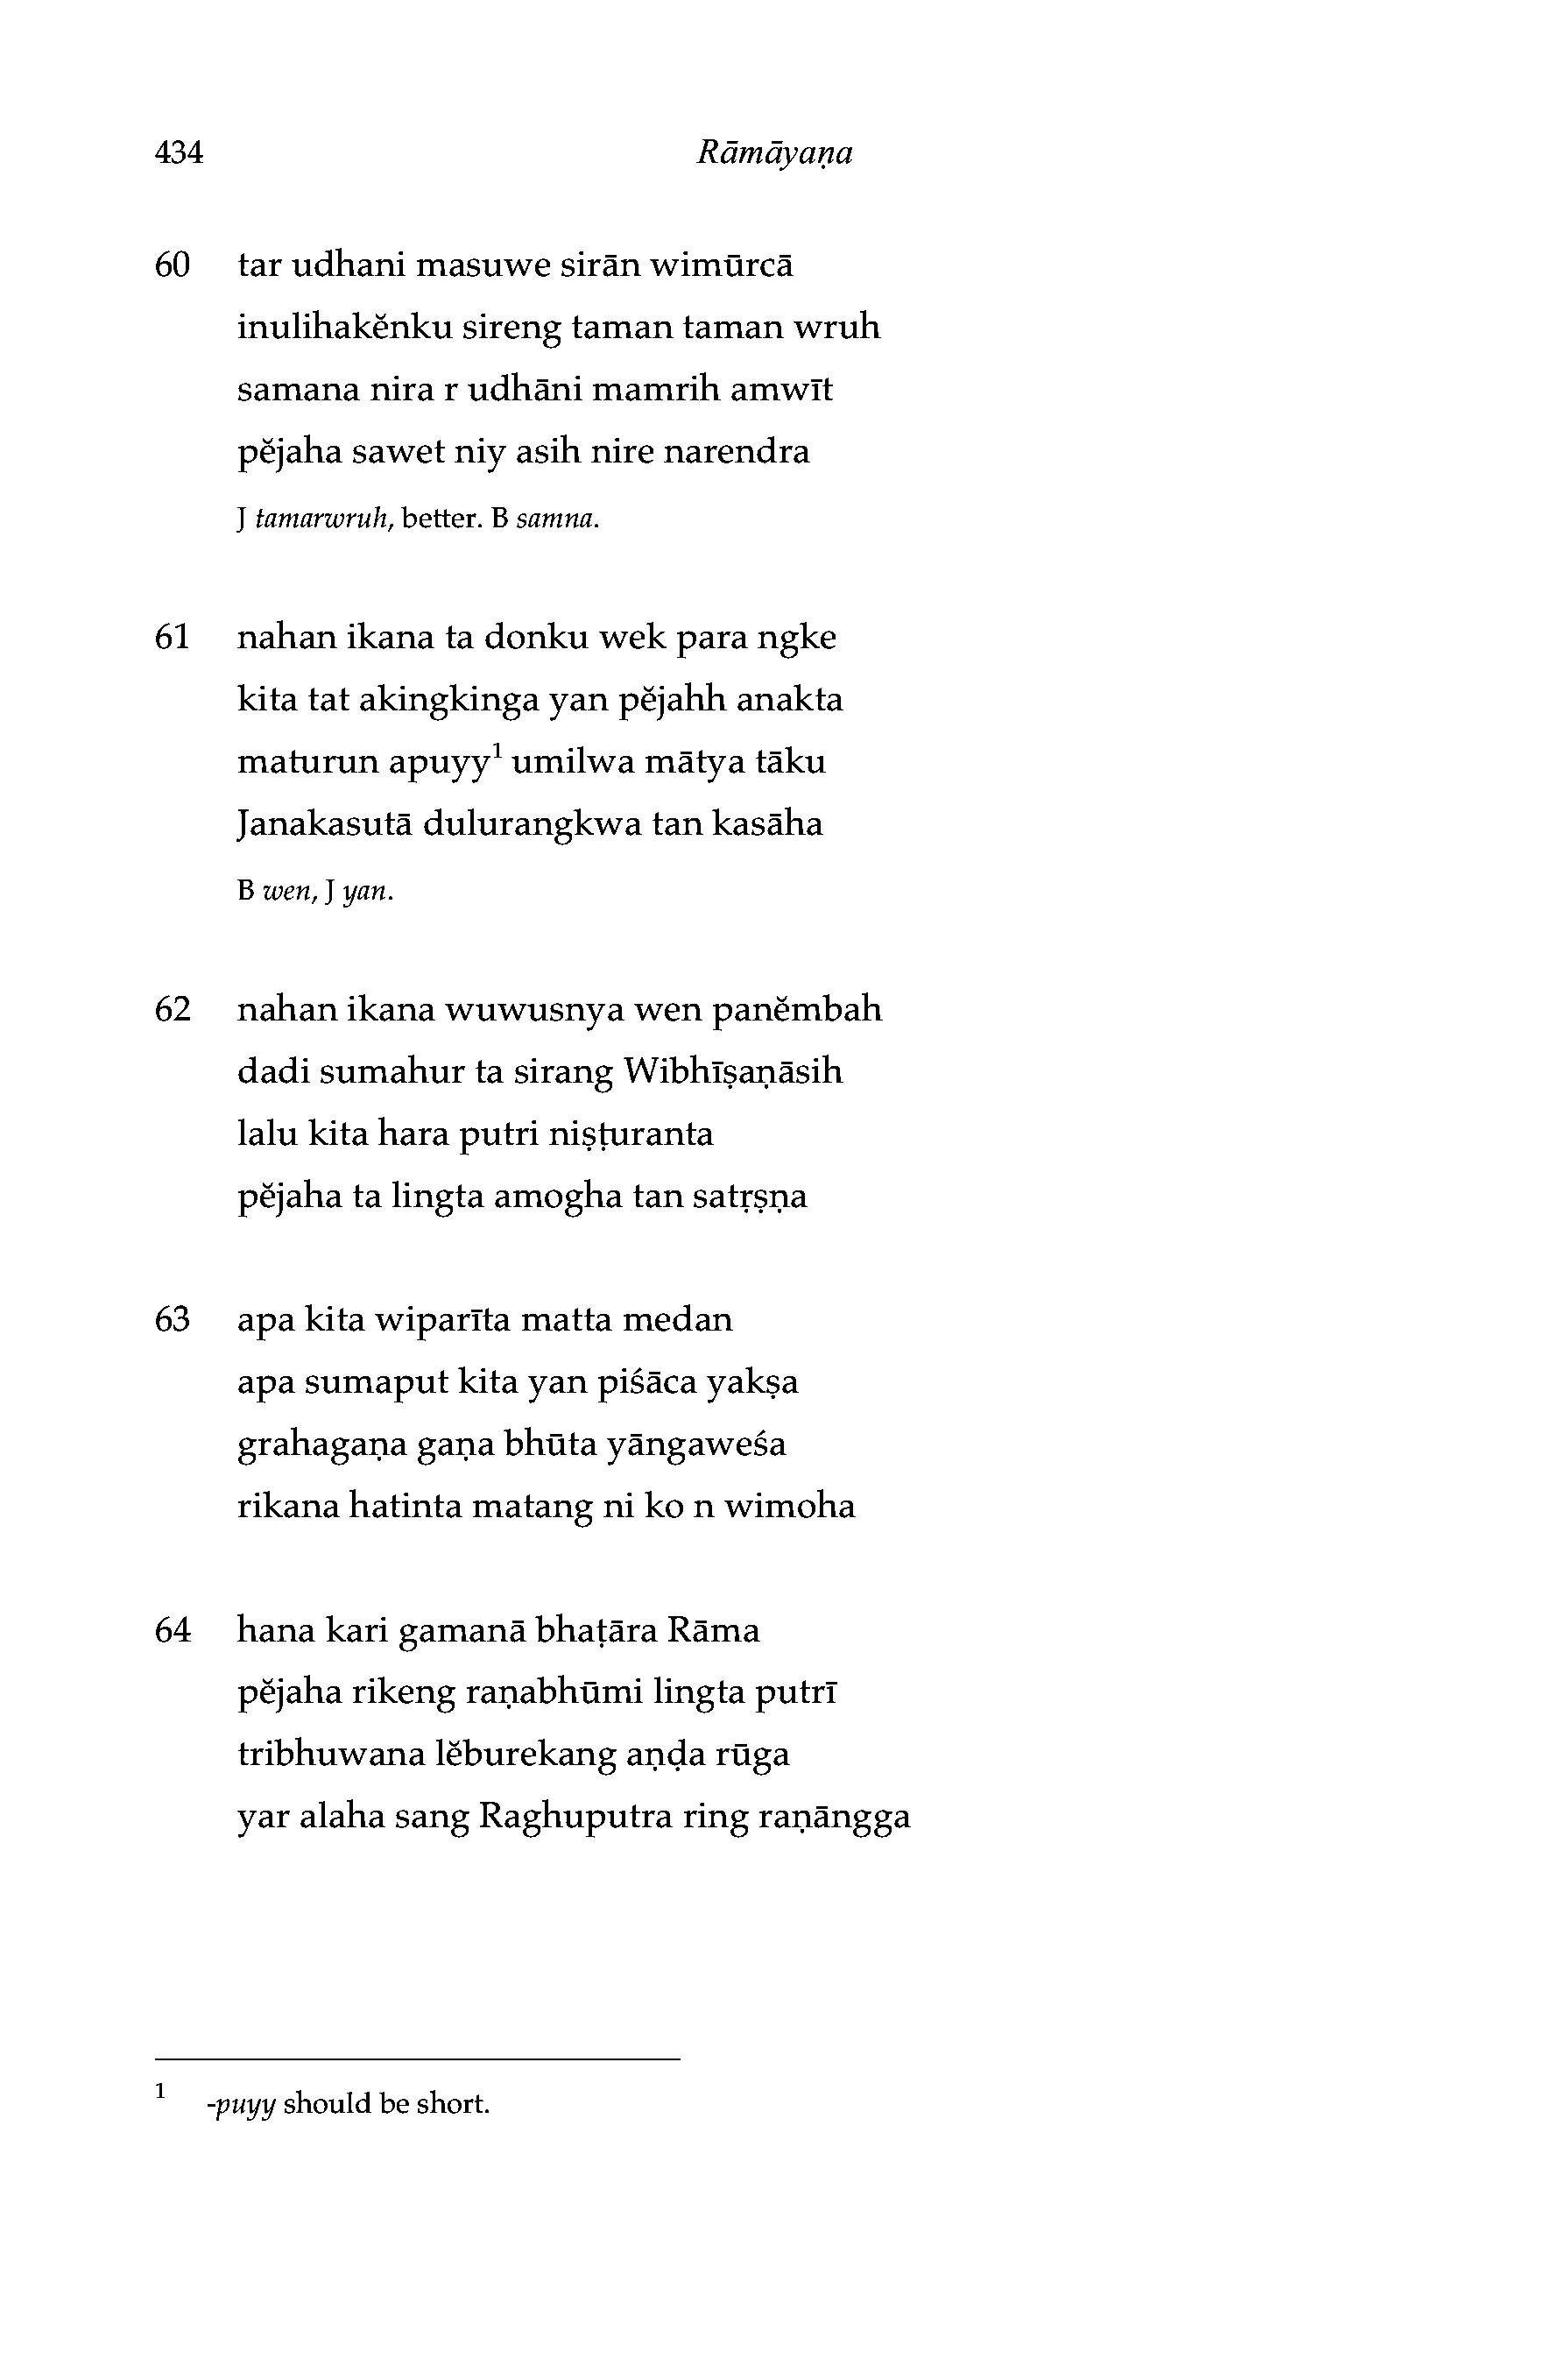 434 Rāmāyaṇa
60 tar udhani masuwe sirān wimūrcā
inulihakĕnku sireng taman taman wruh
samana nira r udhāni mamrih amwīt
pĕjaha sawet niy asih nire narendra
J tamarwruh, better. B samna.
61 nahan ikana ta donku wek para ngke
kita tat akingkinga yan pĕjahh anakta
maturun apuyy¹ umilwa mātya tāku
Janakasutā dulurangkwa tan kasāha
B wen, J yan.
62 nahan ikana wuwusnya wen panĕmbah
dadi sumahur ta sirang Wibhīṣaṇāsih
lalu kita hara putri niṣṭuranta
pĕjaha ta lingta amogha tan satṛṣṇa
63 apa kita wiparīta matta medan
apa sumaput kita yan piśāca yakṣa
grahagaṇa gaṇa bhūta yāngaweśa
rikana hatinta matang ni ko n wimoha
64 hana kari gamanā bhaṭāra Rāma
pĕjaha rikeng raṇabhūmi lingta putrī
tribhuwana lĕburekang aṇḍa rūga
yar alaha sang Raghuputra ring raṇāngga
1 -puyy should be short.